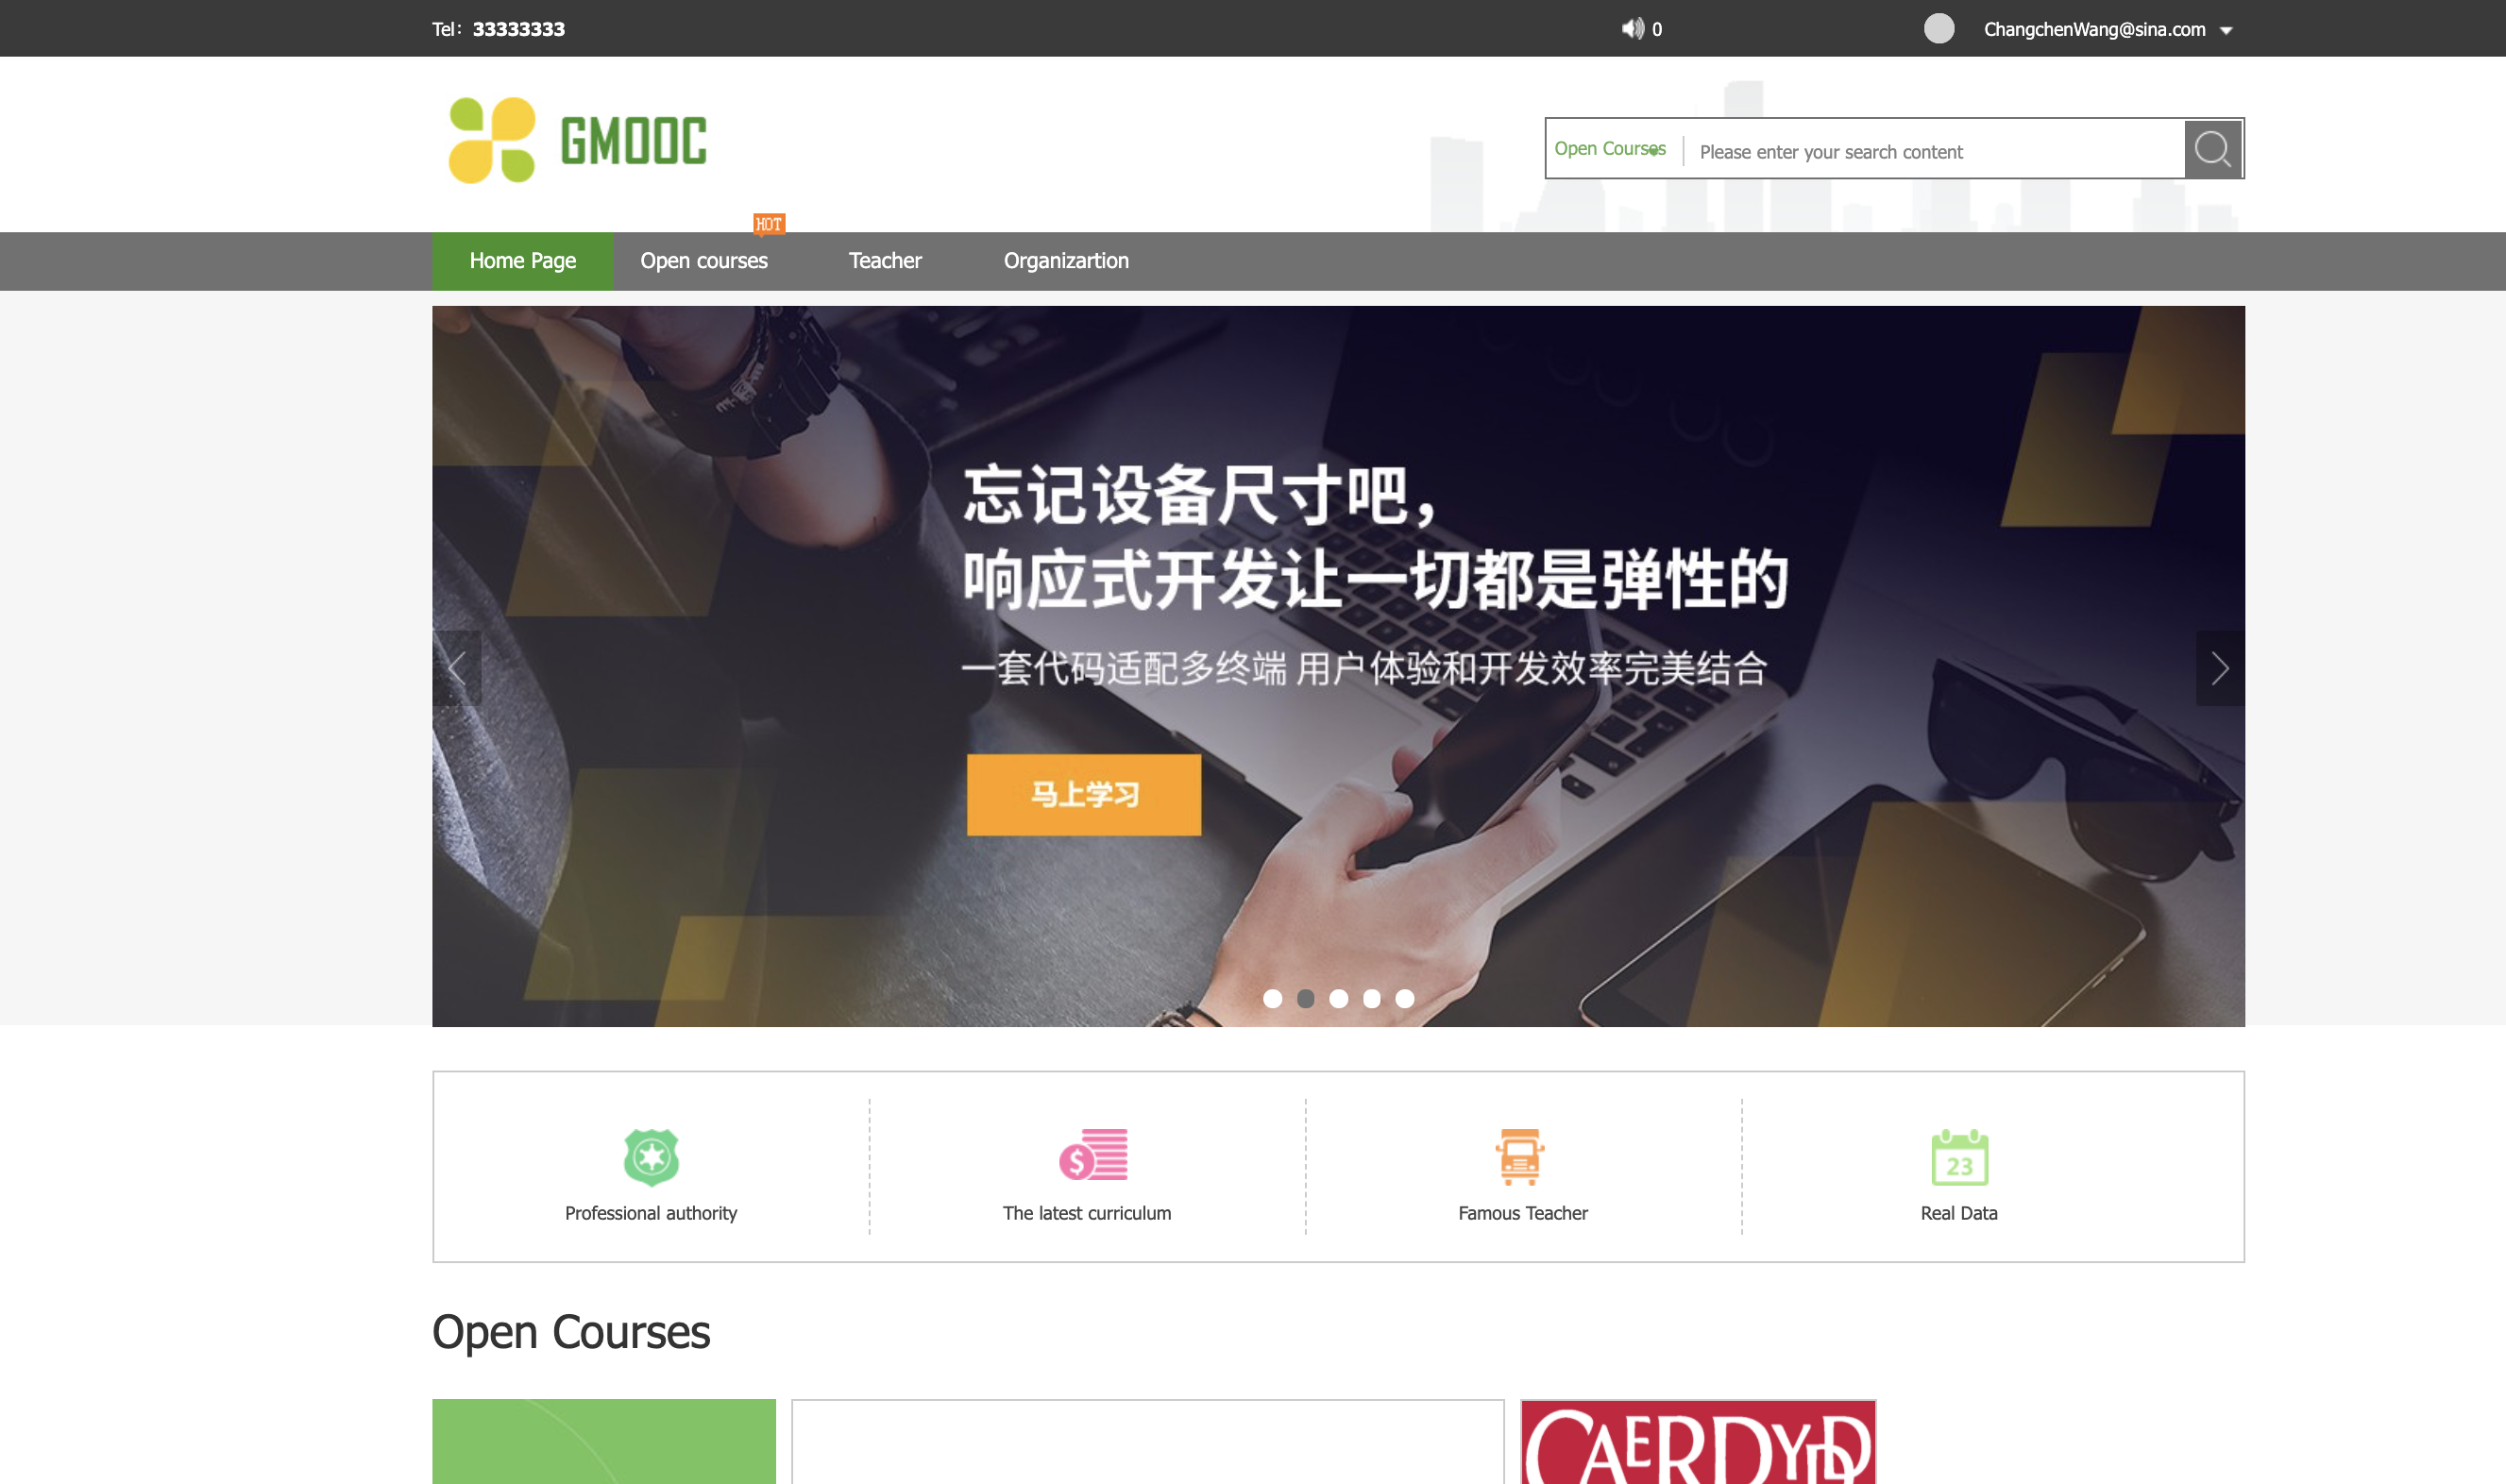 Tel: 33333333
0
ChangchenWang@sina.com
GMOOC
Open Courses
Please enter your search content
HOT
Home Page
Open courses
Teacher
Organizartion
忘记设备尺寸吧，
响应式开发让一切都是弹性的
一套代码适配多终端 用户体验和开发效率完美结合
马上学习
$
23
Professional authority
The latest curriculum
Famous Teacher
Real Data
Open Courses
CAERDYDD